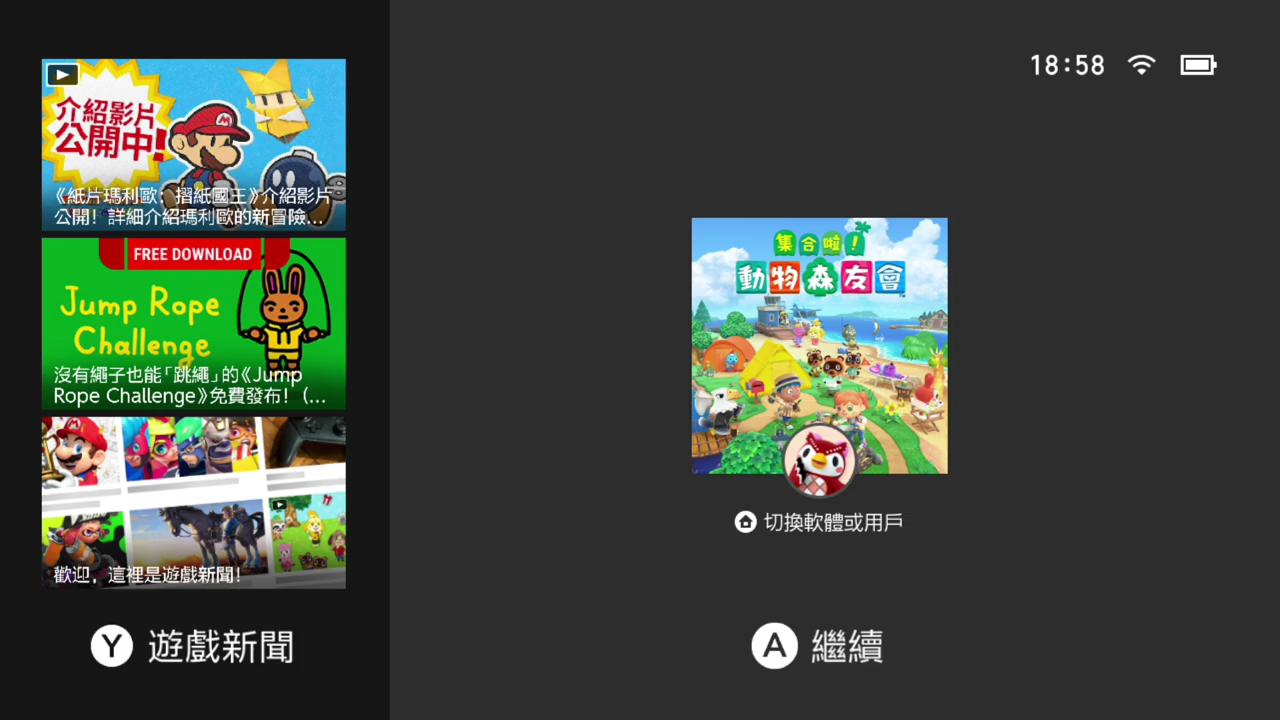 18:58
介紹影片
公開中!
《紙片瑪利歐：摺紙國王》介紹影片
公開！詳細介紹瑪利歐的新冒險...
FREE DOWNLOAD
Jump Rope
Challenge
沒有繩子也能「跳繩」的《Jump
Rope Challenge》免費發布！（...
歡迎，這裡是遊戲新聞！
Y 遊戲新聞
集合啦！
動物森友會
切換軟體或用戶
A 繼續